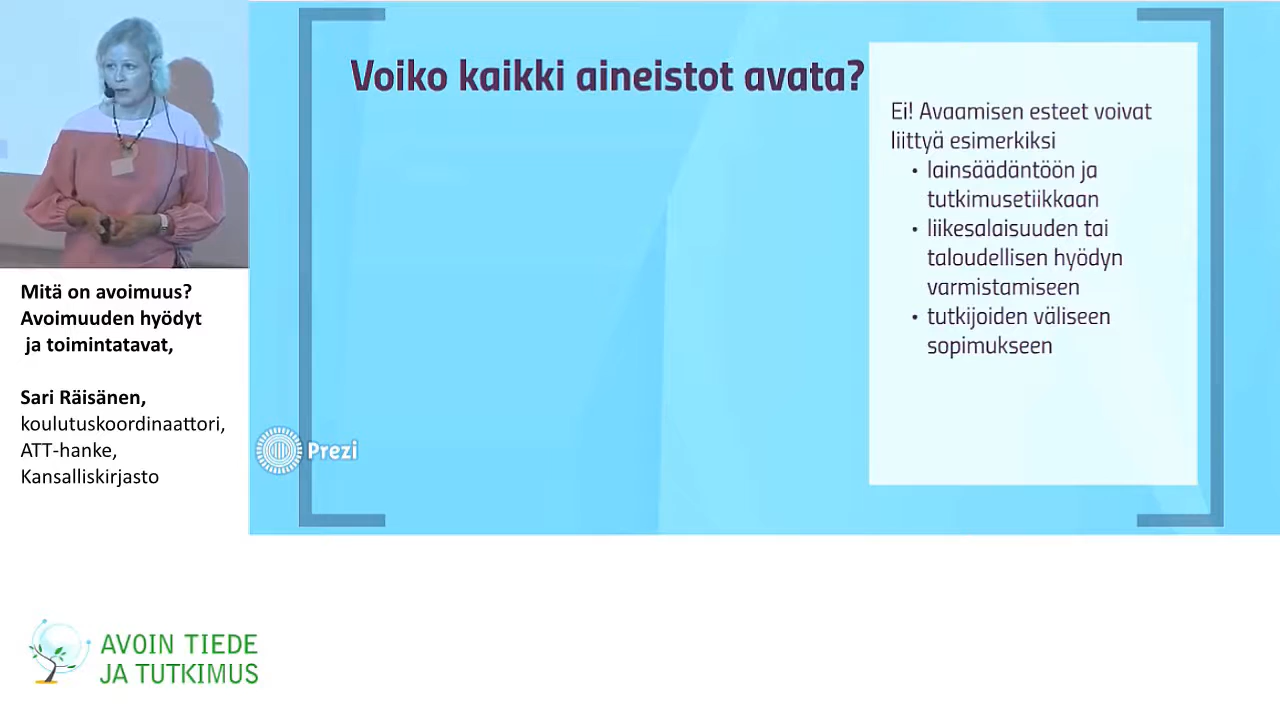 Voiko kaikki aineistot avata?
Ei! Avaamisen esteet voivat
liittyä esimerkiksi
• lainsäädäntöön ja
tutkimusetiikkaan
• liikesalaisuuden tai
taloudellisen hyödyn
varmistamiseen
• tutkijoiden väliseen
sopimukseen
Prezi
Mitä on avoimuus?
Avoimuuden hyödyt
ja toimintatavat,
Sari Räisänen,
koulutuskoordinaattori,
ATT-hanke,
Kansalliskirjasto
AVOIN TIEDE
JA TUTKIMUS